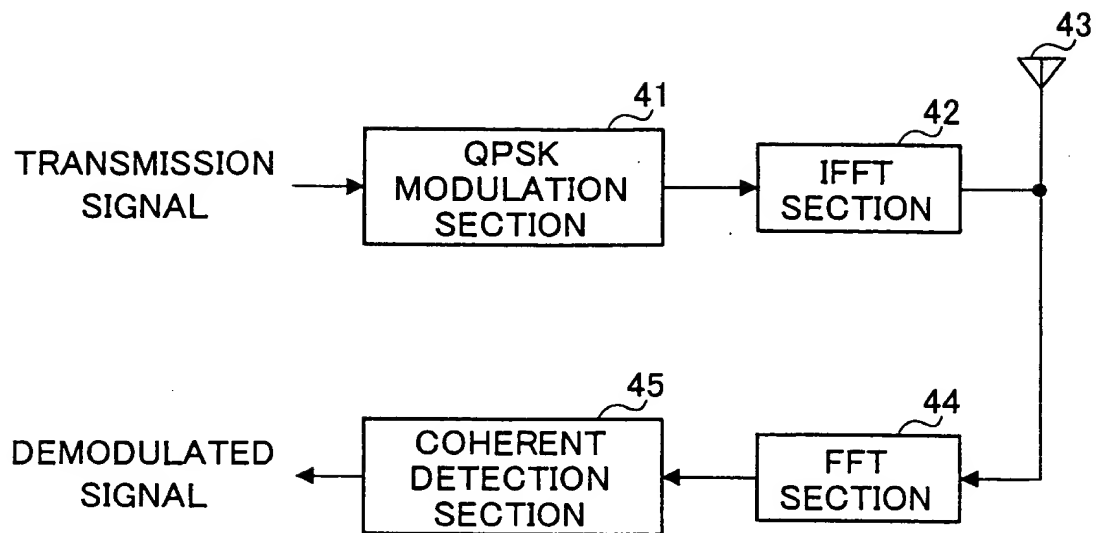 43
41
42
TRANSMISSION
SIGNAL
QPSK
MODULATION
SECTION
IFFT
SECTION
45
44
DEMODULATED
SIGNAL
COHERENT
DETECTION
SECTION
FFT
SECTION